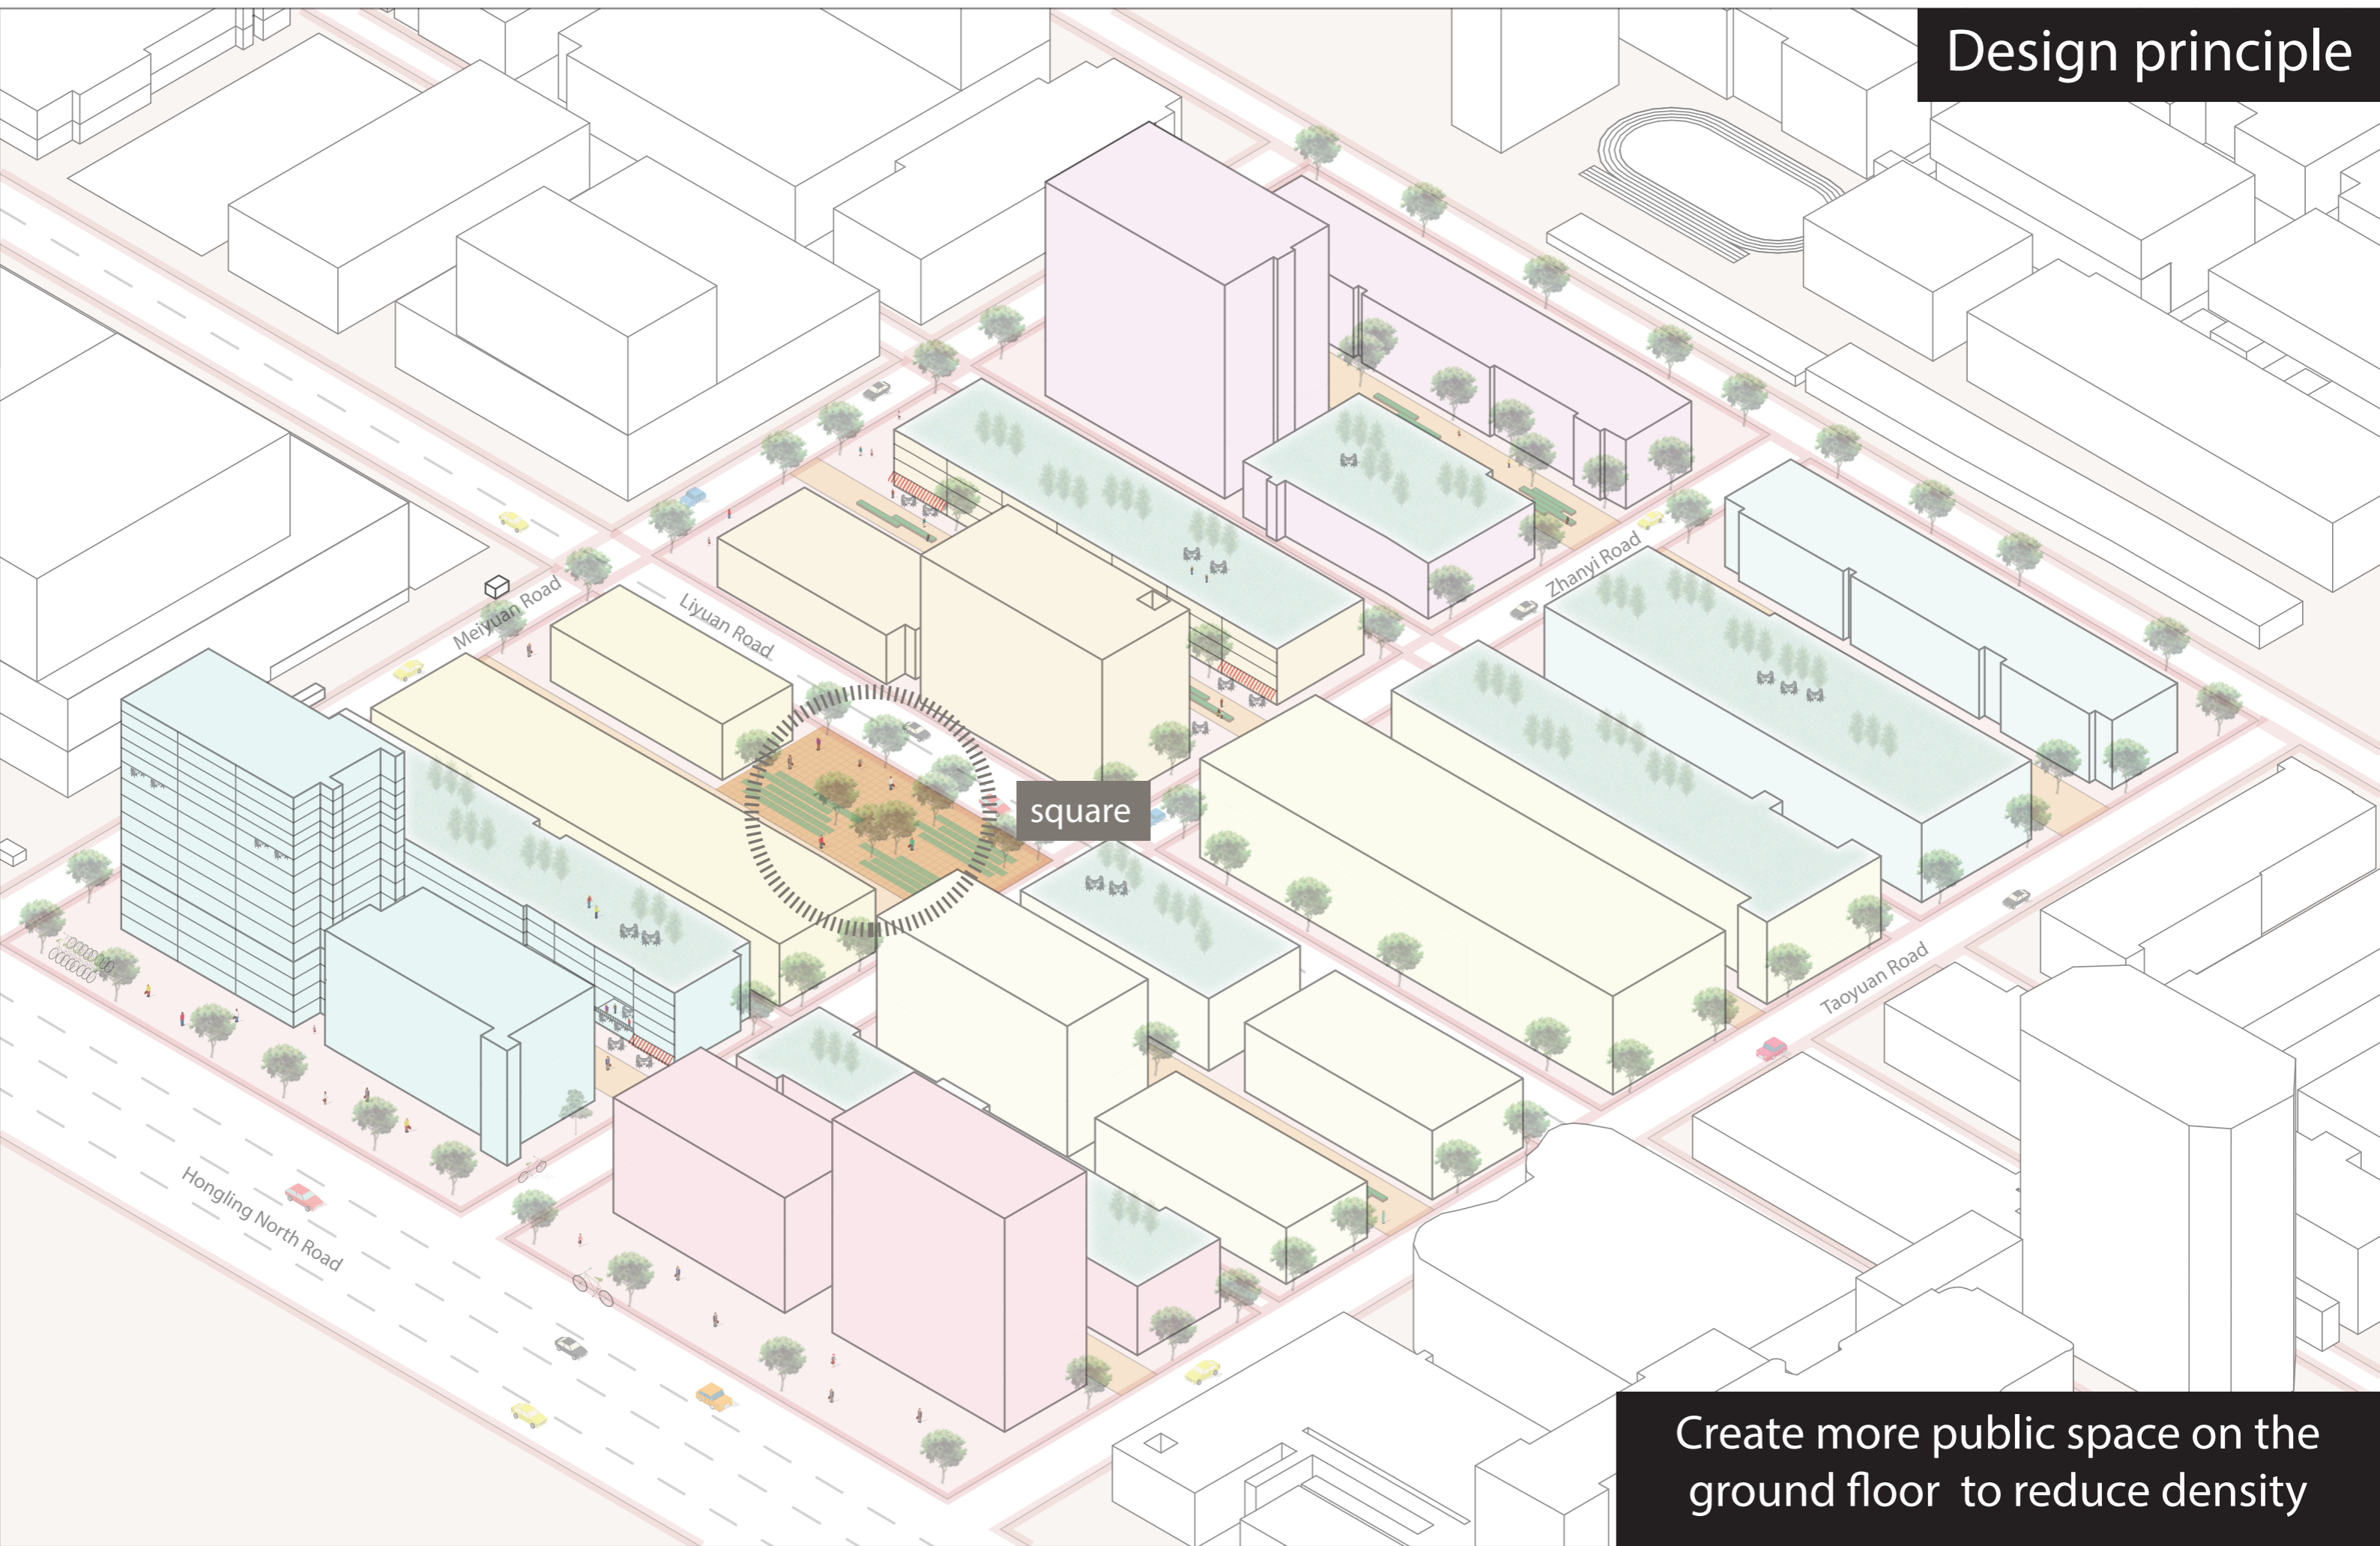 Design principle
Zhanyi Road
Meiyuan Road
Liyuan Road
square
Taoyuan Road
Hongling North Road
Create more public space on the
ground floor to reduce density